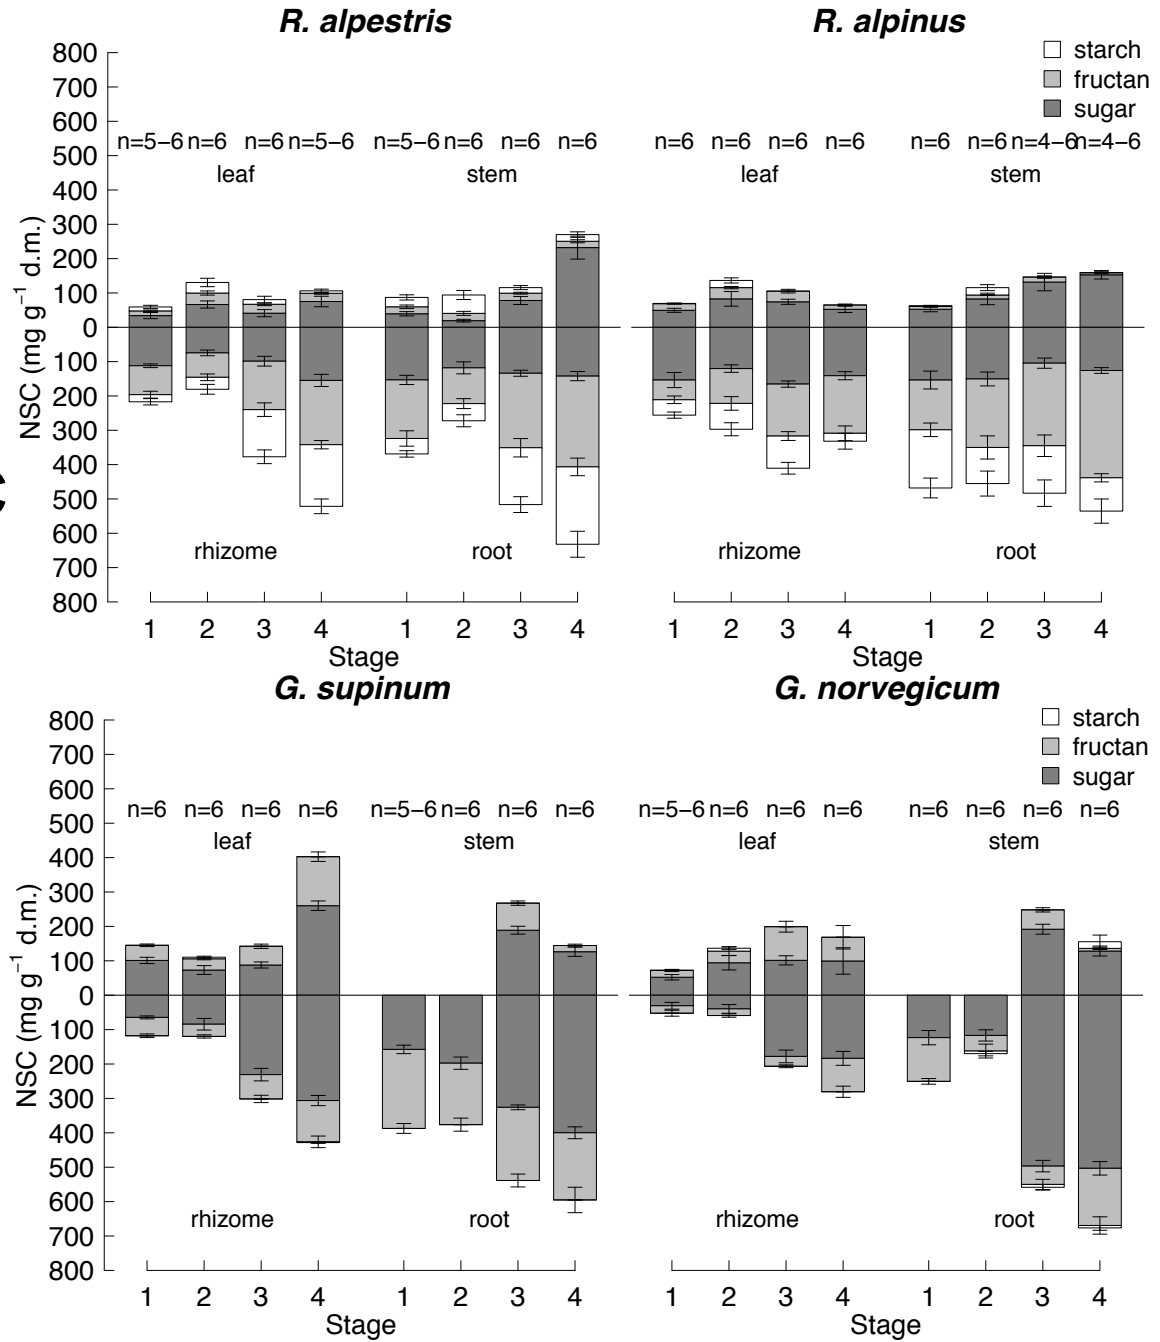 R. alpestris R. alpinus
800
700
600
500
400
300
200
100
0
100
200
300
400
500
600
700
800
NSC (mg g⁻¹ d.m.)
starch
fructan
sugar
n=5−6 n=6 n=6 n=5−6 n=5−6 n=6 n=6 n=6 n=6 n=6 n=6 n=6 n=6 n=6 n=4−6 n=4−6
leaf stem leaf stem
rhizome root rhizome root
1 2 3 4 1 2 3 4 1 2 3 4 1 2 3 4
Stage Stage
G. supinum G. norvegicum
800
700
600
500
400
300
200
100
0
100
200
300
400
500
600
700
800
NSC (mg g⁻¹ d.m.)
starch
fructan
sugar
n=6 n=6 n=6 n=6 n=5−6 n=6 n=6 n=6 n=5−6 n=6 n=6 n=6 n=6 n=6 n=6 n=6
leaf stem leaf stem
rhizome root rhizome root
1 2 3 4 1 2 3 4 1 2 3 4 1 2 3 4
Stage Stage